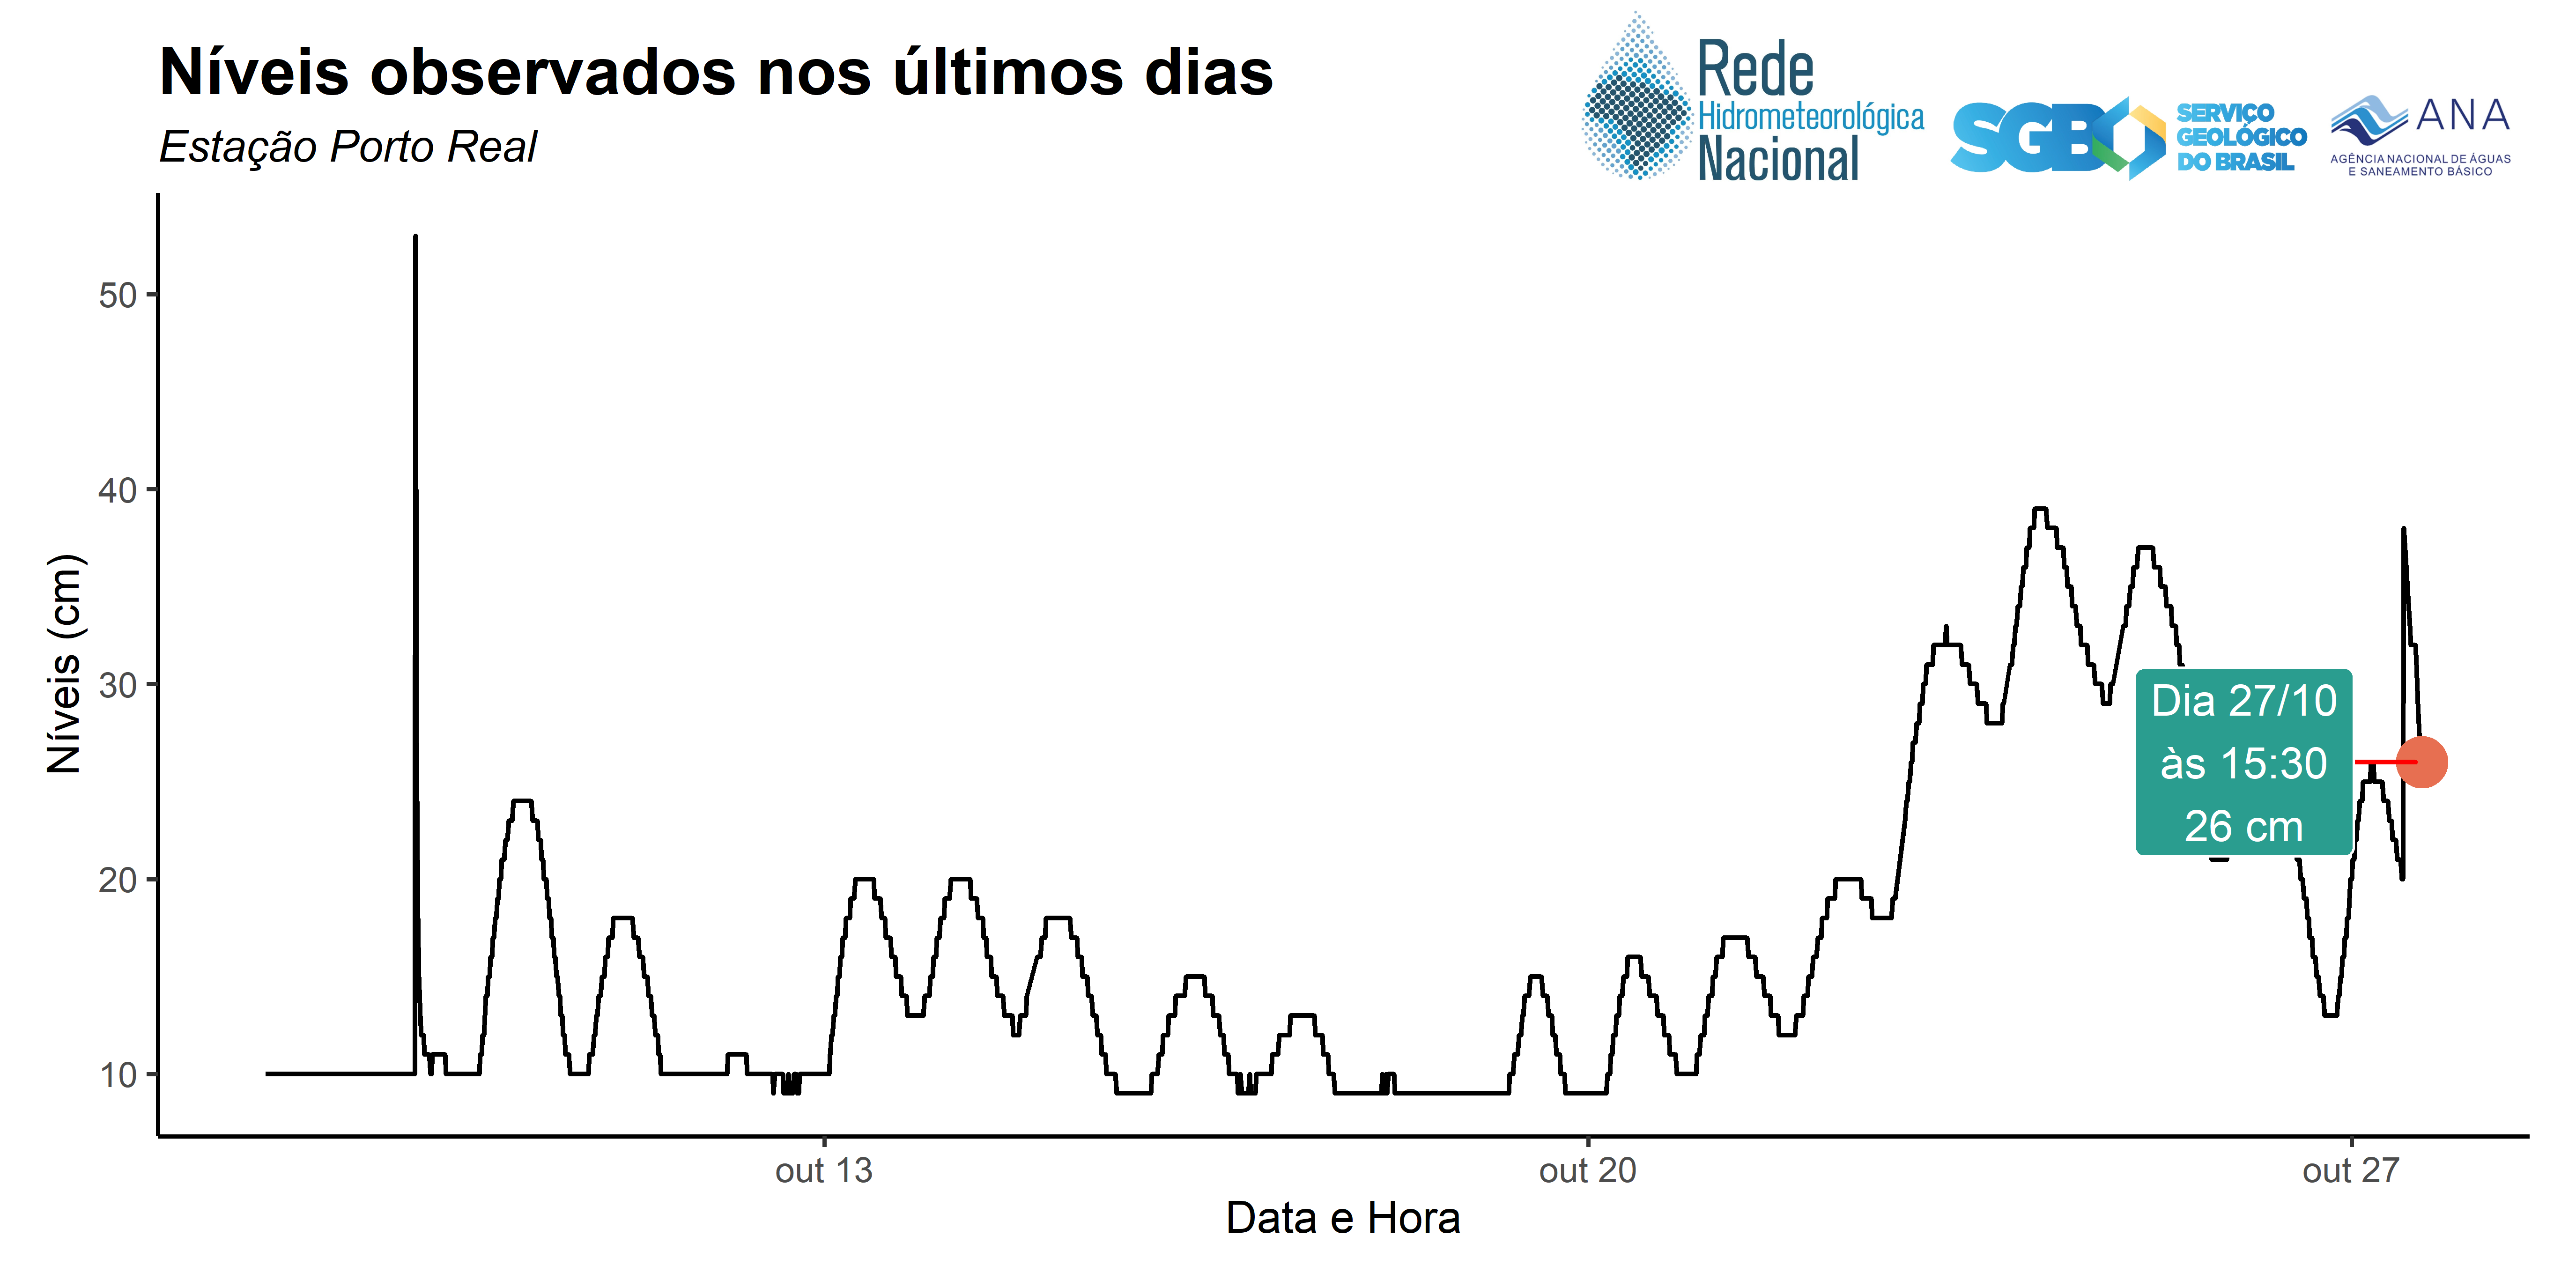 Níveis observados nos últimos dias
Estação Porto Real
Rede
Hidrometeorológica
Nacional
SGB
SERVIÇO
GEOLÓGICO
DO BRASIL
ANA
AGÊNCIA NACIONAL DE ÁGUAS
E SANEAMENTO BÁSICO
Níveis (cm)
50
40
30
20
10
Dia 27/10
às 15:30
26 cm
out 13
out 20
out 27
Data e Hora